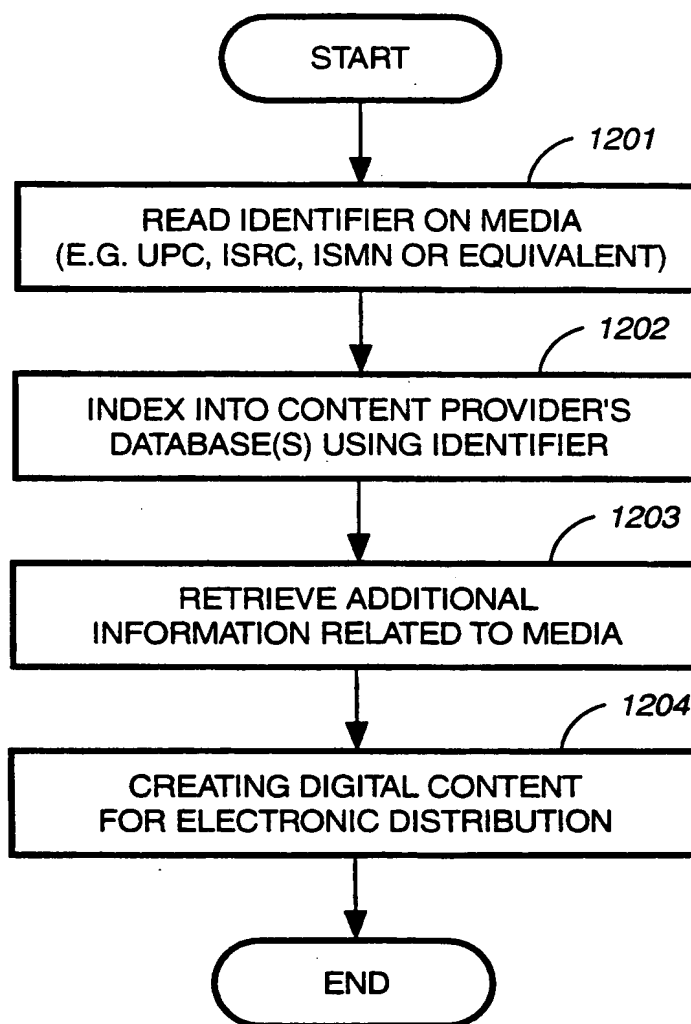 START
1201
READ IDENTIFIER ON MEDIA
(E.G. UPC, ISRC, ISMN OR EQUIVALENT)
1202
INDEX INTO CONTENT PROVIDER'S
DATABASE(S) USING IDENTIFIER
1203
RETRIEVE ADDITIONAL
INFORMATION RELATED TO MEDIA
1204
CREATING DIGITAL CONTENT
FOR ELECTRONIC DISTRIBUTION
END